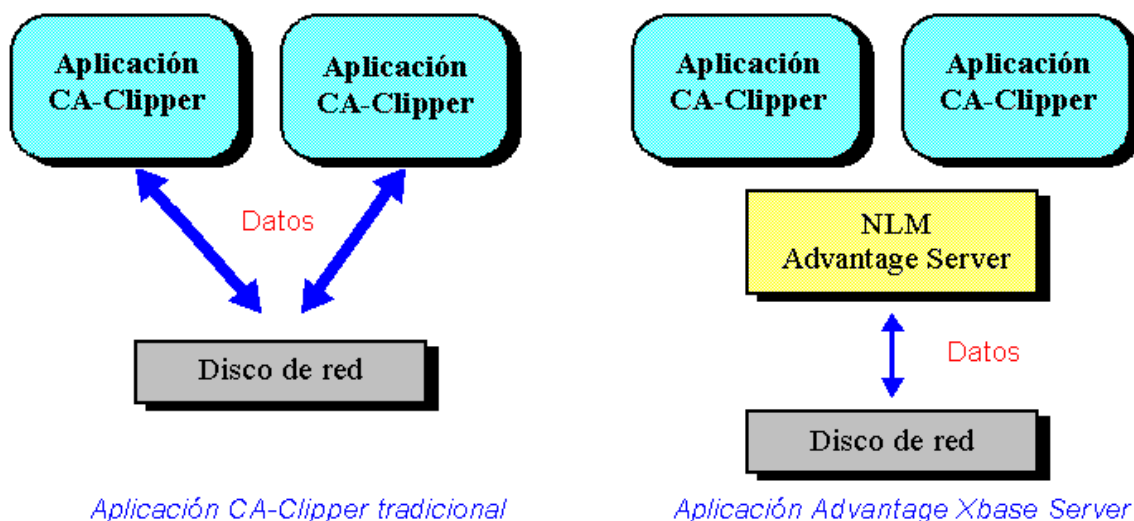 Aplicación
CA-Clipper
Aplicación
CA-Clipper
Datos
Disco de red
Aplicación CA-Clipper tradicional
Aplicación
CA-Clipper
Aplicación
CA-Clipper
NLM
Advantage Server
Datos
Disco de red
Aplicación Advantage Xbase Server